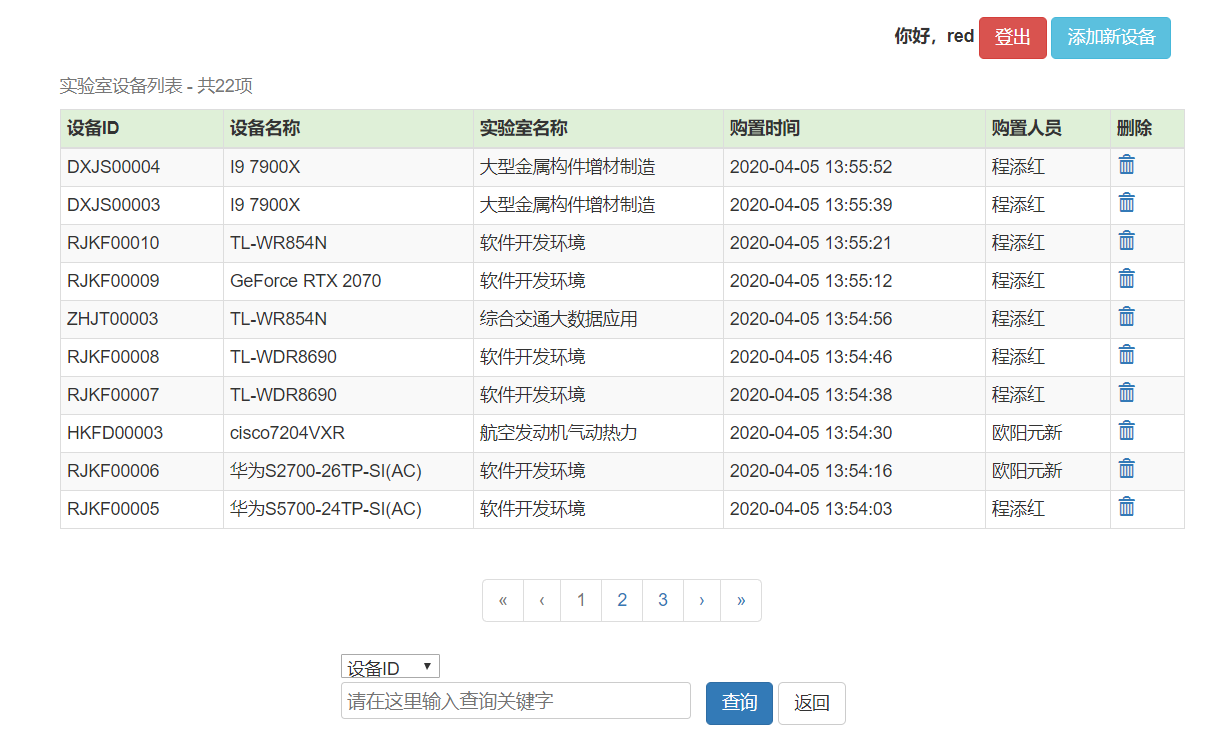 你好，red 登出 添加新设备
实验室设备列表 - 共22项
设备ID 设备名称 实验室名称 购置时间 购置人员 删除
DXJS00004 I9 7900X 大型金属构件增材制造 2020-04-05 13:55:52 程添红
DXJS00003 I9 7900X 大型金属构件增材制造 2020-04-05 13:55:39 程添红
RJKF00010 TL-WR854N 软件开发环境 2020-04-05 13:55:21 程添红
RJKF00009 GeForce RTX 2070 软件开发环境 2020-04-05 13:55:12 程添红
ZHJT00003 TL-WR854N 综合交通大数据应用 2020-04-05 13:54:56 程添红
RJKF00008 TL-WDR8690 软件开发环境 2020-04-05 13:54:46 程添红
RJKF00007 TL-WDR8690 软件开发环境 2020-04-05 13:54:38 程添红
HKFD00003 cisco7204VXR 航空发动机气动热力 2020-04-05 13:54:30 欧阳元新
RJKF00006 华为S2700-26TP-SI(AC) 软件开发环境 2020-04-05 13:54:16 欧阳元新
RJKF00005 华为S5700-24TP-SI(AC) 软件开发环境 2020-04-05 13:54:03 程添红
« ‹ 1 2 3 › »
设备ID
请在这里输入查询关键字 查询 返回